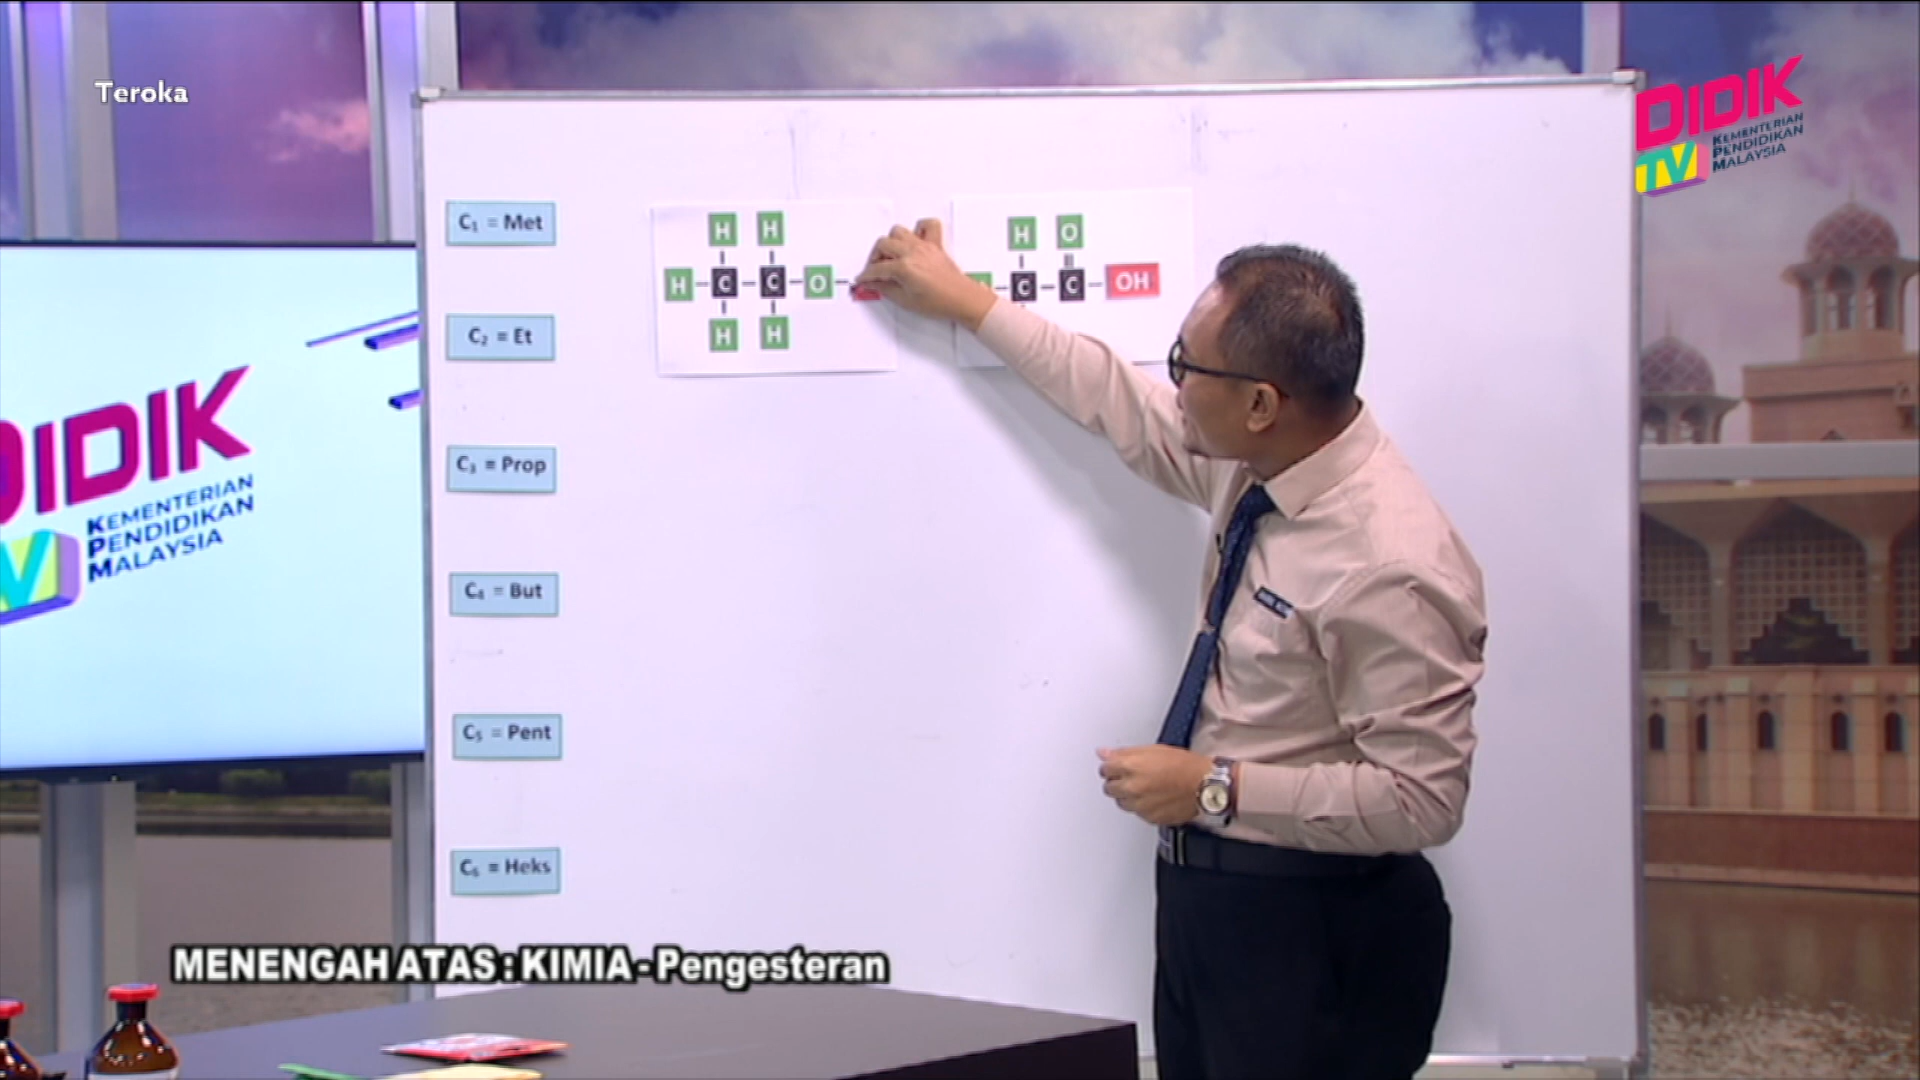 Teroka
DIDIK
TV
KEMENTERIAN
PENDIDIKAN
MALAYSIA
C₁ = Met
H H
H C C O
H H
H O
C C OH
C₂ = Et
C₃ = Prop
C₄ = But
C₅ = Pent
C₆ = Heks
DIDIK
KEMENTERIAN
PENDIDIKAN
MALAYSIA
MENENGAH ATAS : KIMIA - Pengesteran